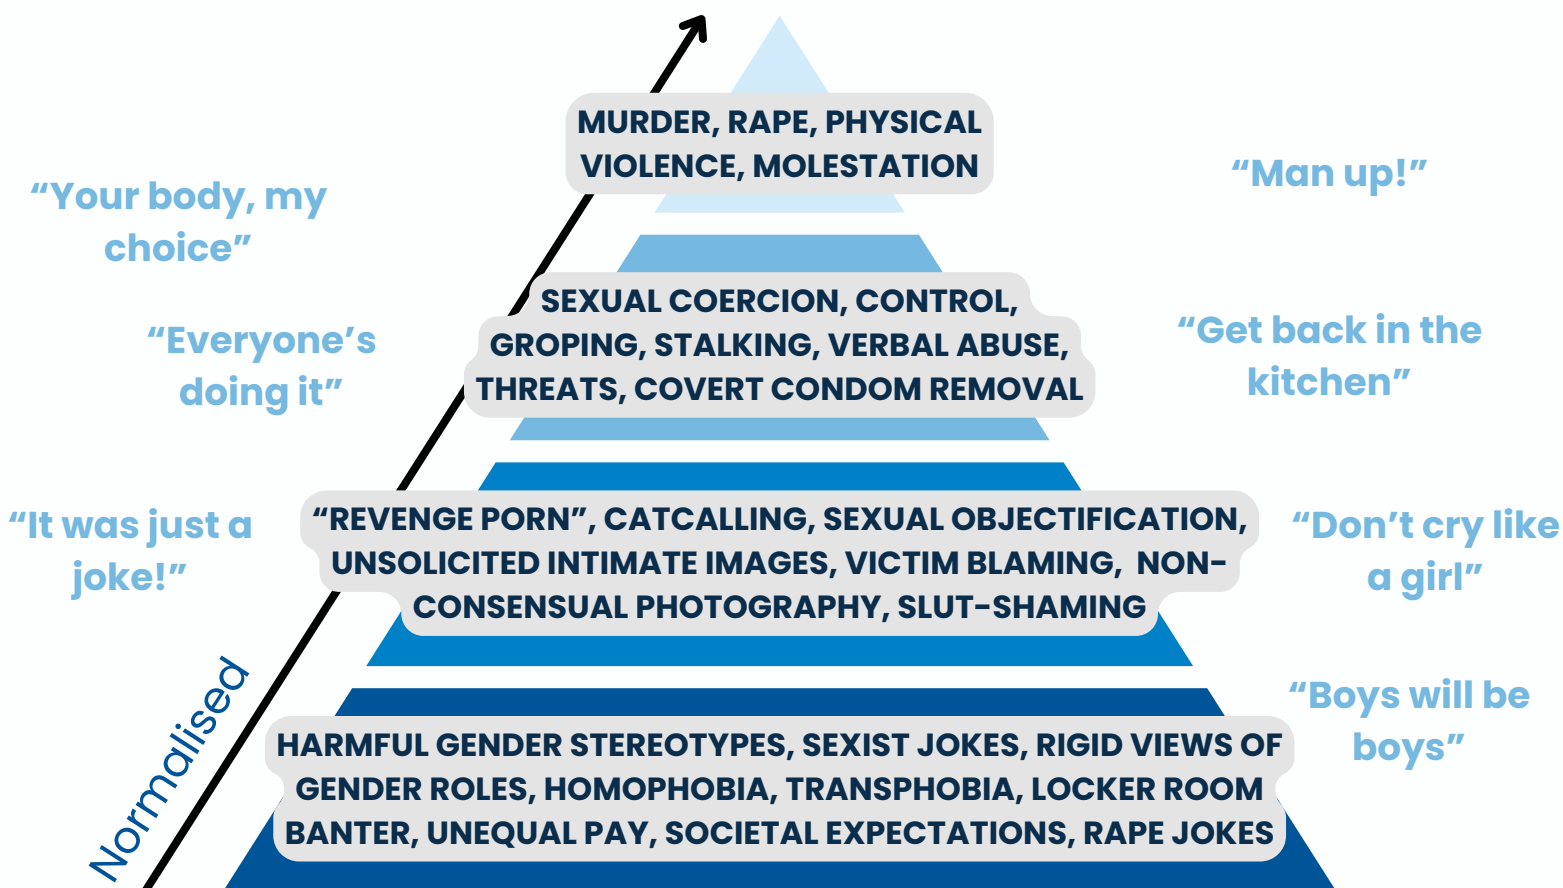 MURDER, RAPE, PHYSICAL
VIOLENCE, MOLESTATION
“Your body, my
choice”
“Man up!”
SEXUAL COERCION, CONTROL,
GROPING, STALKING, VERBAL ABUSE,
THREATS, COVERT CONDOM REMOVAL
“Everyone’s
doing it”
“Get back in the
kitchen”
“REVENGE PORN”, CATCALLING, SEXUAL OBJECTIFICATION,
UNSOLICITED INTIMATE IMAGES, VICTIM BLAMING, NON-
CONSENSUAL PHOTOGRAPHY, SLUT-SHAMING
“It was just a
joke!”
“Don’t cry like
a girl”
Normalised
“Boys will be
boys”
HARMFUL GENDER STEREOTYPES, SEXIST JOKES, RIGID VIEWS OF
GENDER ROLES, HOMOPHOBIA, TRANSPHOBIA, LOCKER ROOM
BANTER, UNEQUAL PAY, SOCIETAL EXPECTATIONS, RAPE JOKES